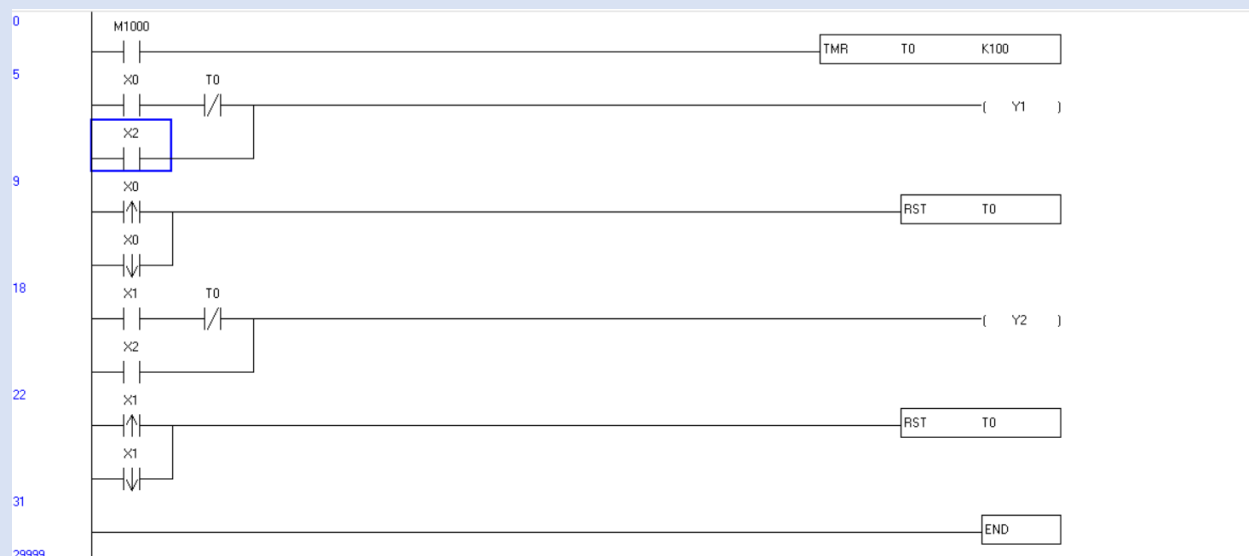 0
M1000
TMR T0 K100
5
X0 T0
Y1
X2
9
X0
RST T0
X0
18
X1 T0
Y2
X2
22
X1
RST T0
X1
31
END
29999